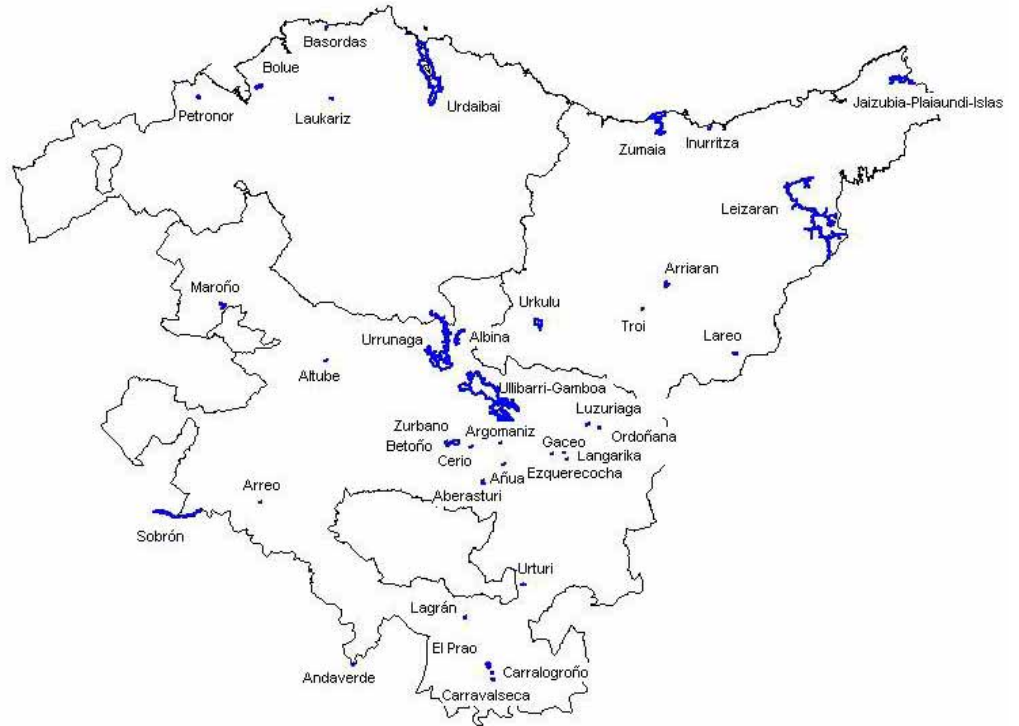 Basordas
Bolue
Petronor
Laukariz
Urdaibai
Jaizubia-Plaiaundi-Islas
Zumaia
Inurritza
Leizaran
Arriaran
Maroño
Urkulu
Troi
Lareo
Urrunaga
Albina
Altube
Ullibarri-Gamboa
Luzuriaga
Zurbano
Argomaniz
Ordoñana
Betoño
Gaceo
Cerio
Langarika
Ezquerecocha
Añua
Arreo
Aberasturi
Sobrón
Urturi
Lagrán
El Prao
Carralogroño
Andaverde
Carravalseca